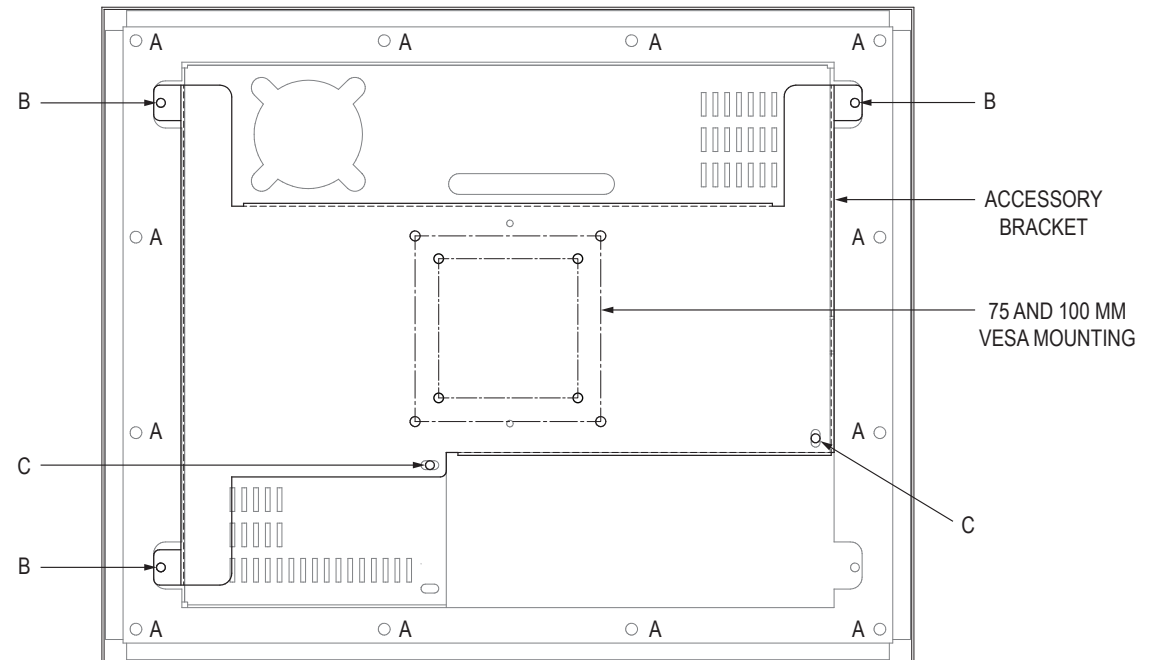 A A A A
B B
ACCESSORY
BRACKET
A A
75 AND 100 MM
VESA MOUNTING
A A
C
C
B
A A A A